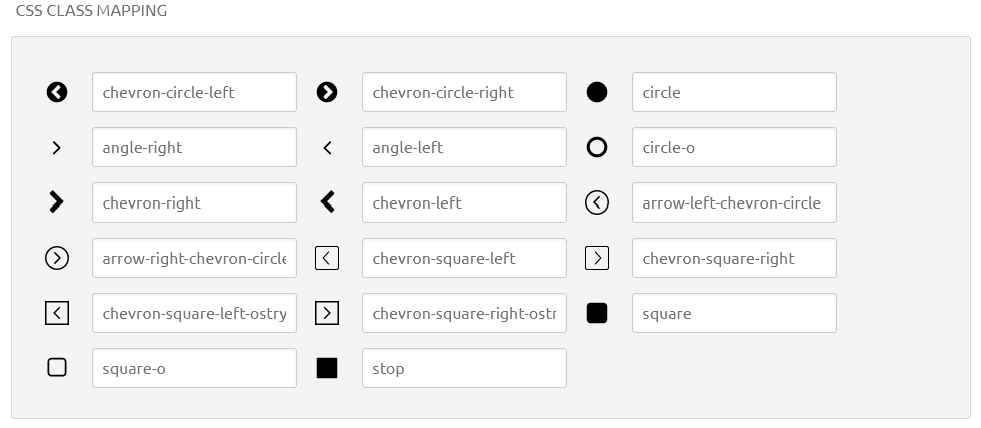 CSS CLASS MAPPING
chevron-circle-left chevron-circle-right circle
angle-right angle-left circle-o
chevron-right chevron-left arrow-left-chevron-circle
arrow-right-chevron-circle chevron-square-left chevron-square-right
chevron-square-left-ostry chevron-square-right-ostr square
square-o stop